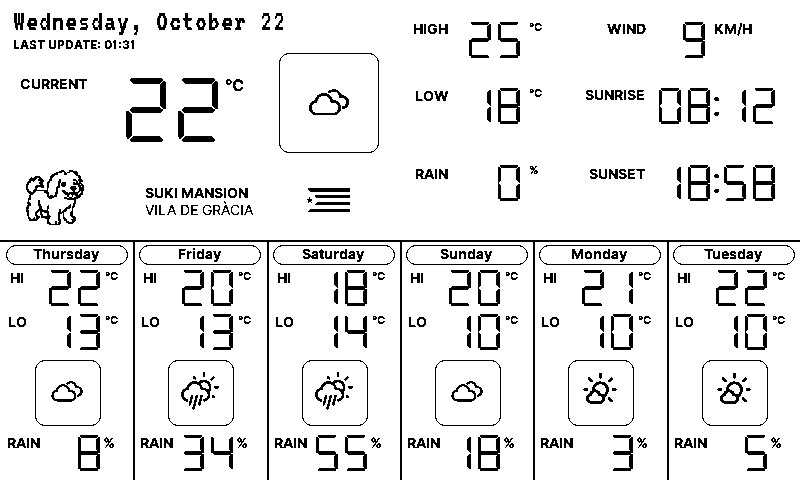 Wednesday, October 22
LAST UPDATE: 01:31
CURRENT 22 °C
HIGH 25 °C
LOW 18 °C
RAIN 0 %
WIND 9 KM/H
SUNRISE 08:12
SUNSET 18:58
SUKI MANSION
VILA DE GRÀCIA
Thursday
HI 22 °C
LO 13 °C
RAIN 8 %
Friday
HI 20 °C
LO 13 °C
RAIN 34 %
Saturday
HI 18 °C
LO 14 °C
RAIN 55 %
Sunday
HI 20 °C
LO 10 °C
RAIN 18 %
Monday
HI 21 °C
LO 10 °C
RAIN 3 %
Tuesday
HI 22 °C
LO 10 °C
RAIN 5 %